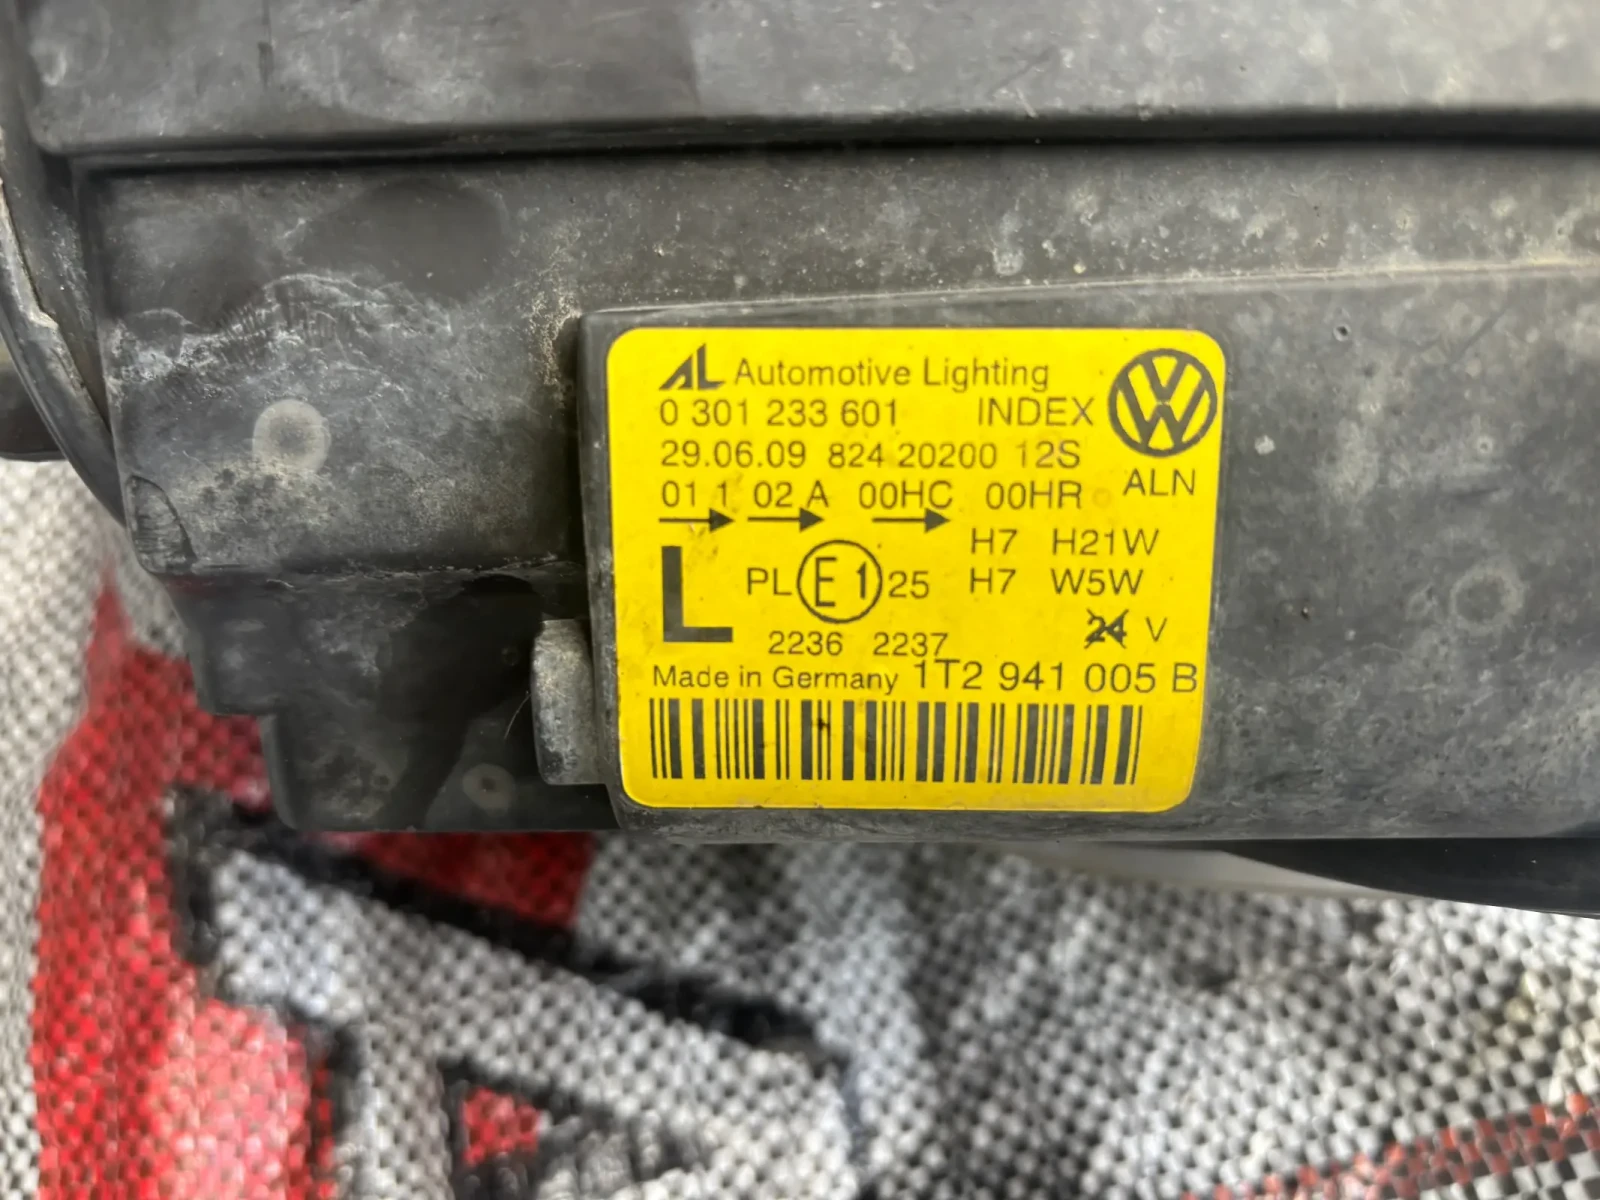 AL Automotive Lighting
0 301 233 601 INDEX
29.06.09 824 20200 12S
ALN
01 1 02 A 00HC 00HR
H7 H21W
L PL E1 25 H7 W5W
24 V
2236 2237
Made in Germany 1T2 941 005 B